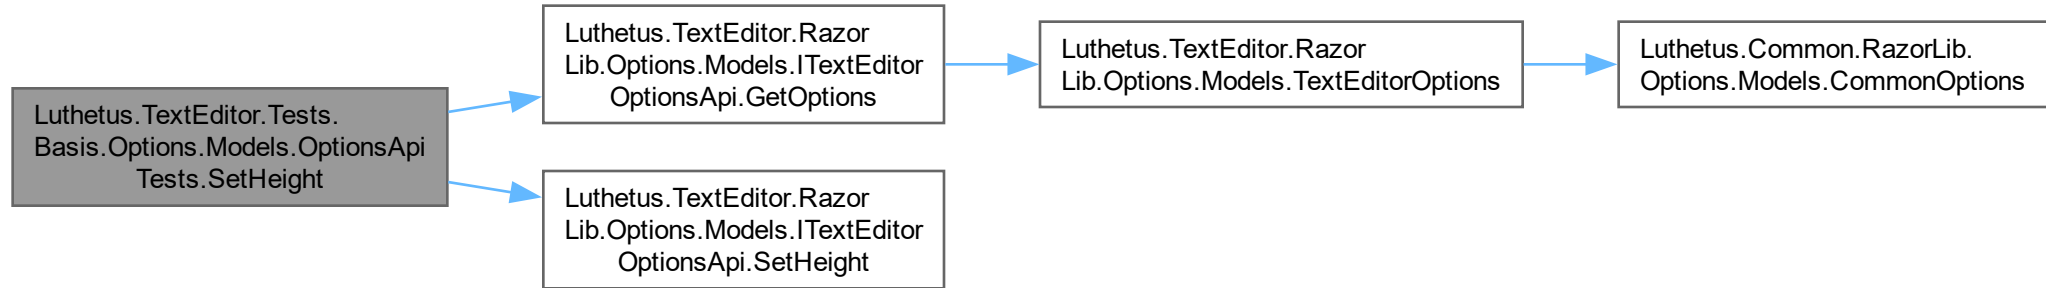 Luthetus.TextEditor.Tests.
Basis.Options.Models.OptionsApi
Tests.SetHeight
Luthetus.TextEditor.Razor
Lib.Options.Models.ITextEditor
OptionsApi.GetOptions
Luthetus.TextEditor.Razor
Lib.Options.Models.TextEditorOptions
Luthetus.Common.RazorLib.
Options.Models.CommonOptions
Luthetus.TextEditor.Razor
Lib.Options.Models.ITextEditor
OptionsApi.SetHeight